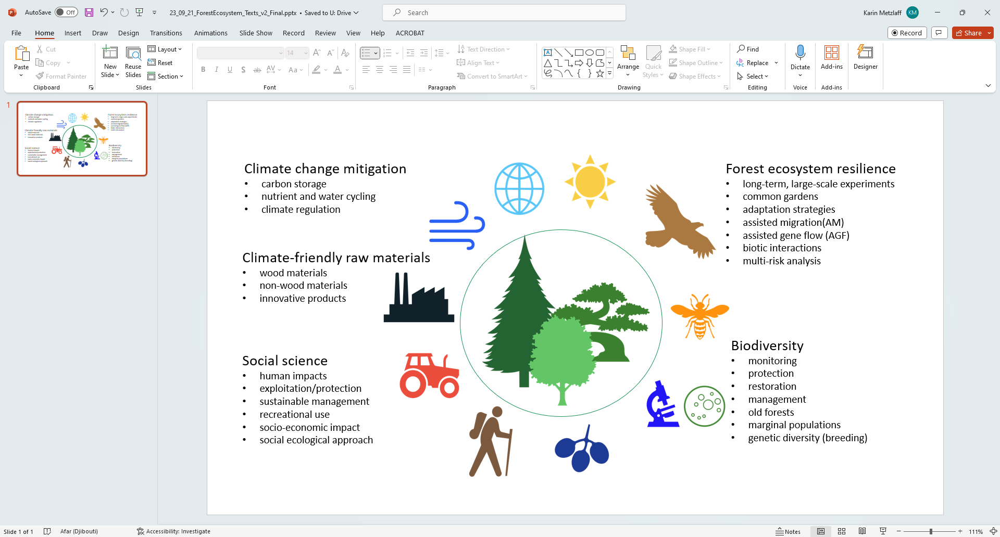 AutoSave Off 23_09_21_ForestEcosystem_Texts_v2_Final.pptx • Saved to U: Drive Search Karin Metzlaff KM
File Home Insert Draw Design Transitions Animations Slide Show Record Review View Help ACROBAT Record Share
Paste
Cut
Copy
Format Painter
Clipboard
New Slide
Reuse Slides
Layout
Reset
Section
Slides
14
B I U S ab AV Aa A
Font
Text Direction
Align Text
Convert to SmartArt
Paragraph
Arrange
Quick Styles
Shape Fill
Shape Outline
Shape Effects
Drawing
Find
Replace
Select
Editing
Dictate
Voice
Add-ins
Add-ins
Designer
1
Climate change mitigation
• carbon storage
• nutrient and water cycling
• climate regulation
Climate-friendly raw materials
• wood materials
• non-wood materials
• innovative products
Social science
• human impacts
• exploitation/protection
• sustainable management
• recreational use
• socio-economic impact
• social ecological approach
Forest ecosystem resilience
• long-term, large-scale experiments
• common gardens
• adaptation strategies
• assisted migration(AM)
• assisted gene flow (AGF)
• biotic interactions
• multi-risk analysis
Biodiversity
• monitoring
• protection
• restoration
• management
• old forests
• marginal populations
• genetic diversity (breeding)
Slide 1 of 1 Afar (Djibouti) Accessibility: Investigate Notes 111%